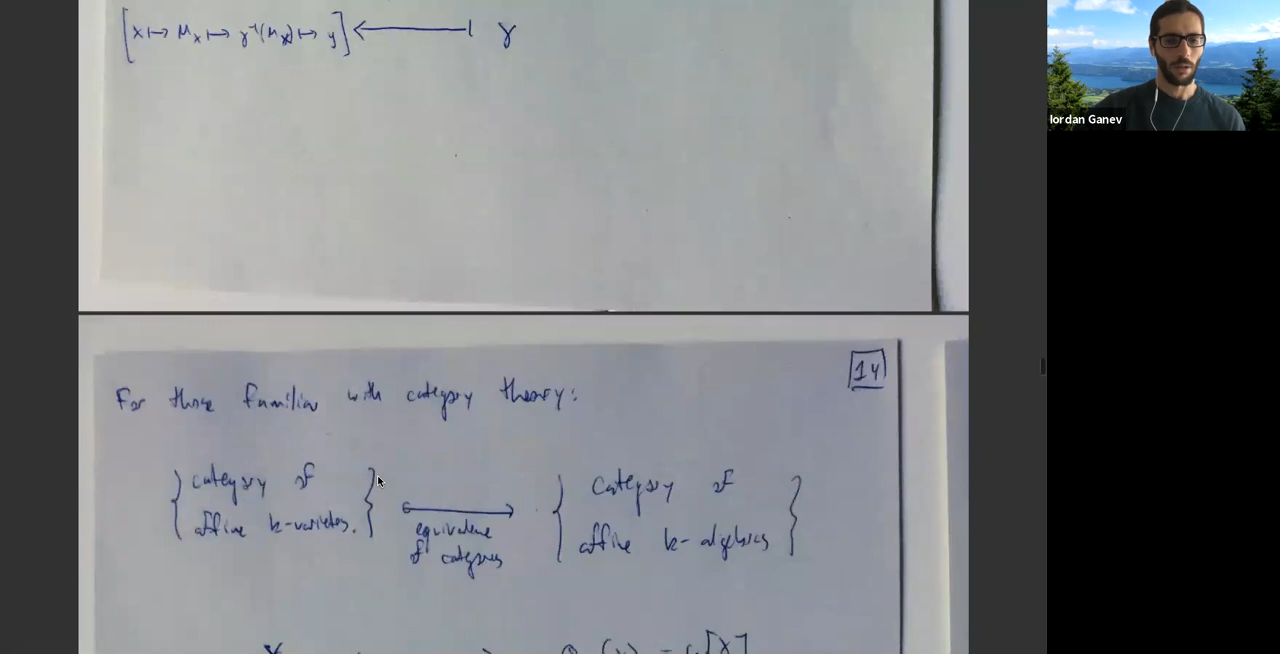 [x ↦ M_x ↦ γ⁻¹(M_x) ↦ y] ⟵ γ
Iordan Ganev
14
For those familiar with category theory:
{ category of affine k-varieties. } ⟷ equivalence of categories { category of affine k-algebras }
X (X) = k[X]